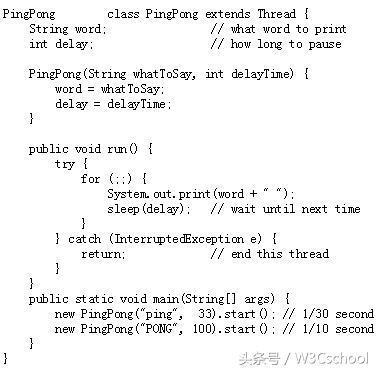 PingPong class PingPong extends Thread {
String word; // what word to print
int delay; // how long to pause
PingPong(String whatToSay, int delayTime) {
word = whatToSay;
delay = delayTime;
}
public void run() {
try {
for (;;) {
System.out.print(word + " ");
sleep(delay); // wait until next time
}
} catch (InterruptedException e) {
return; // end this thread
}
}
public static void main(String[] args) {
new PingPong("ping", 33).start(); // 1/30 second
new PingPong("PONG", 100).start(); // 1/10 second
}
}
头条号 / W3Cschool